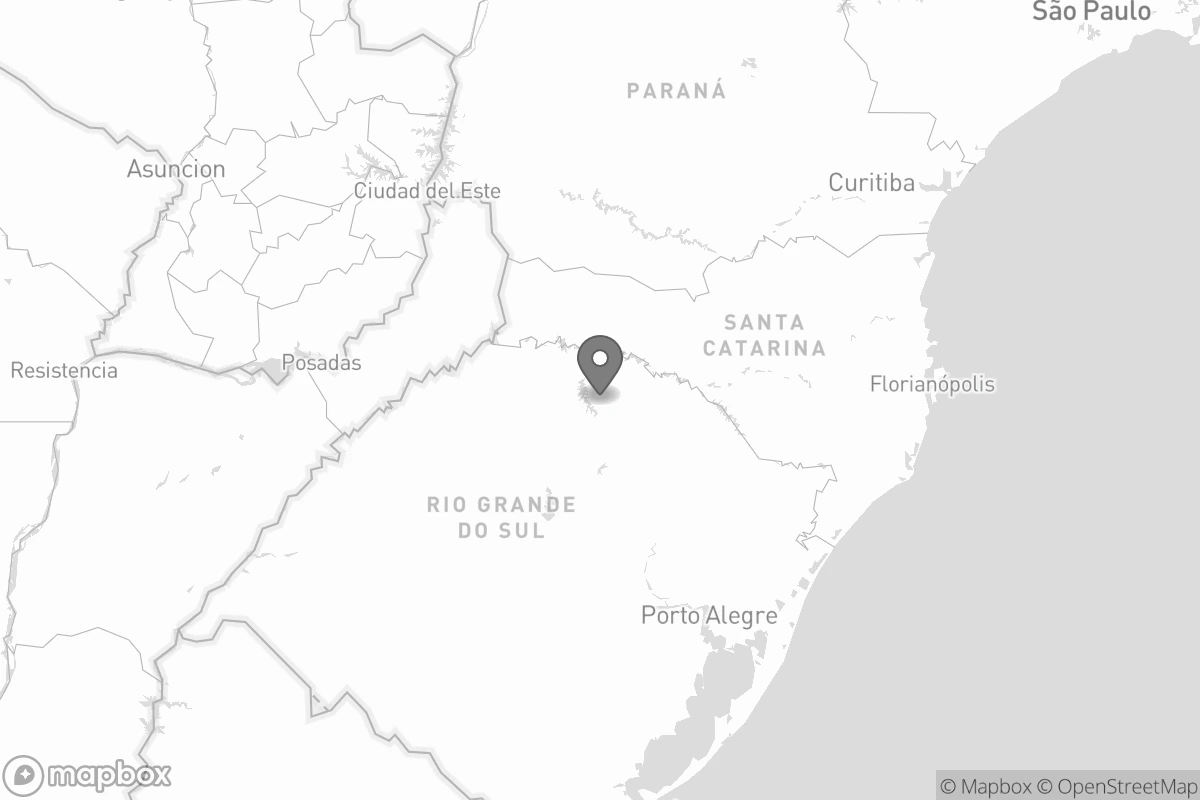 São Paulo
PARANÁ
Asuncion
Curitiba
Ciudad del Este
SANTA
CATARINA
Posadas
Resistencia
Florianópolis
RIO GRANDE
DO SUL
Porto Alegre
mapbox
© Mapbox © OpenStreetMap